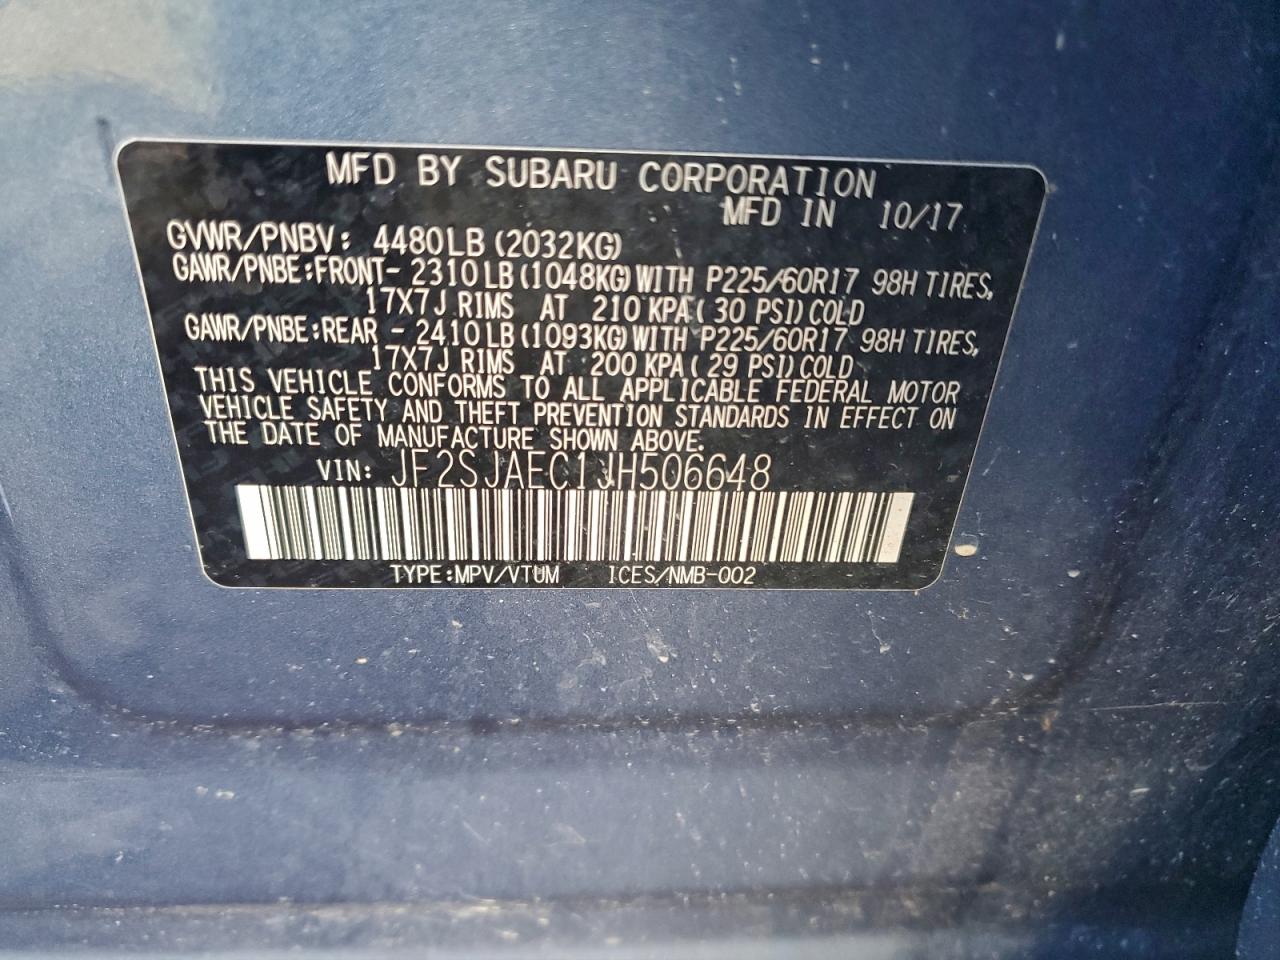 MFD BY SUBARU CORPORATION
MFD IN 10/17
GVWR/PNBV: 4480LB (2032KG)
GAWR/PNBE:FRONT- 2310LB (1048KG) WITH P225/60R17 98H TIRES,
17X7J RIMS AT 210 KPA( 30 PSI) COLD
GAWR/PNBE:REAR - 2410LB (1093KG) WITH P225/60R17 98H TIRES,
17X7J RIMS AT 200 KPA( 29 PSI) COLD
THIS VEHICLE CONFORMS TO ALL APPLICABLE FEDERAL MOTOR
VEHICLE SAFETY AND THEFT PREVENTION STANDARDS IN EFFECT ON
THE DATE OF MANUFACTURE SHOWN ABOVE.
VIN: JF2SJAEC1JH506648
TYPE:MPV/VTUM ICES/NMB-002